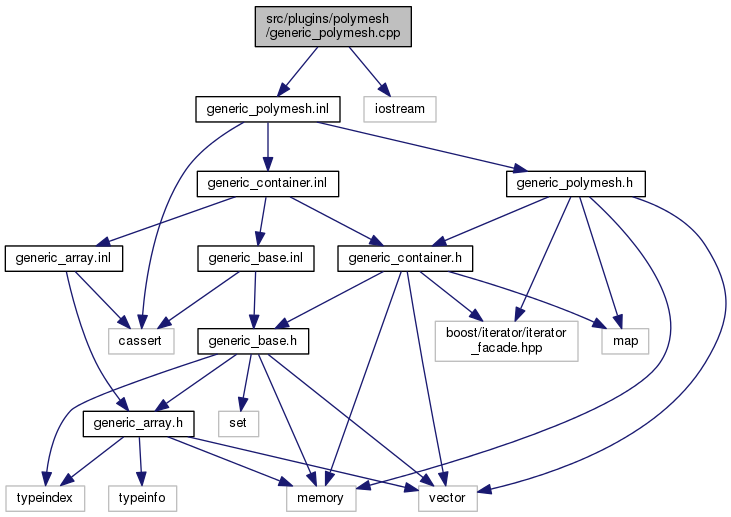 src/plugins/polymesh
/generic_polymesh.cpp
generic_polymesh.inl
iostream
generic_container.inl
generic_polymesh.h
generic_array.inl
generic_base.inl
generic_container.h
cassert
generic_base.h
boost/iterator/iterator
_facade.hpp
map
generic_array.h
set
typeindex
typeinfo
memory
vector